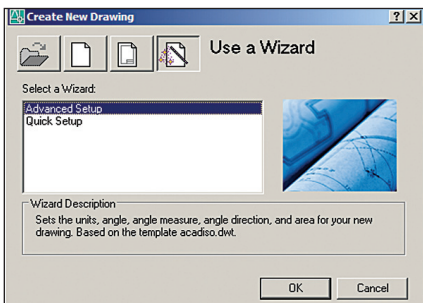 Create New Drawing
Use a Wizard
Select a Wizard:
Advanced Setup
Quick Setup
Wizard Description
Sets the units, angle, angle measure, angle direction, and area for your new
drawing. Based on the template acadiso.dwt.
OK
Cancel